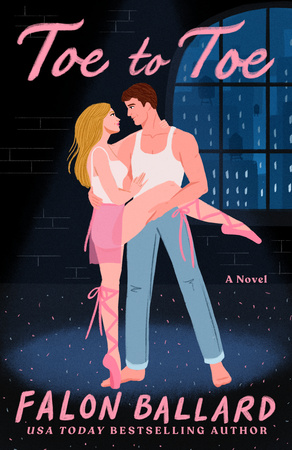 Toe to Toe
A Novel
FALON BALLARD
USA TODAY BESTSELLING AUTHOR